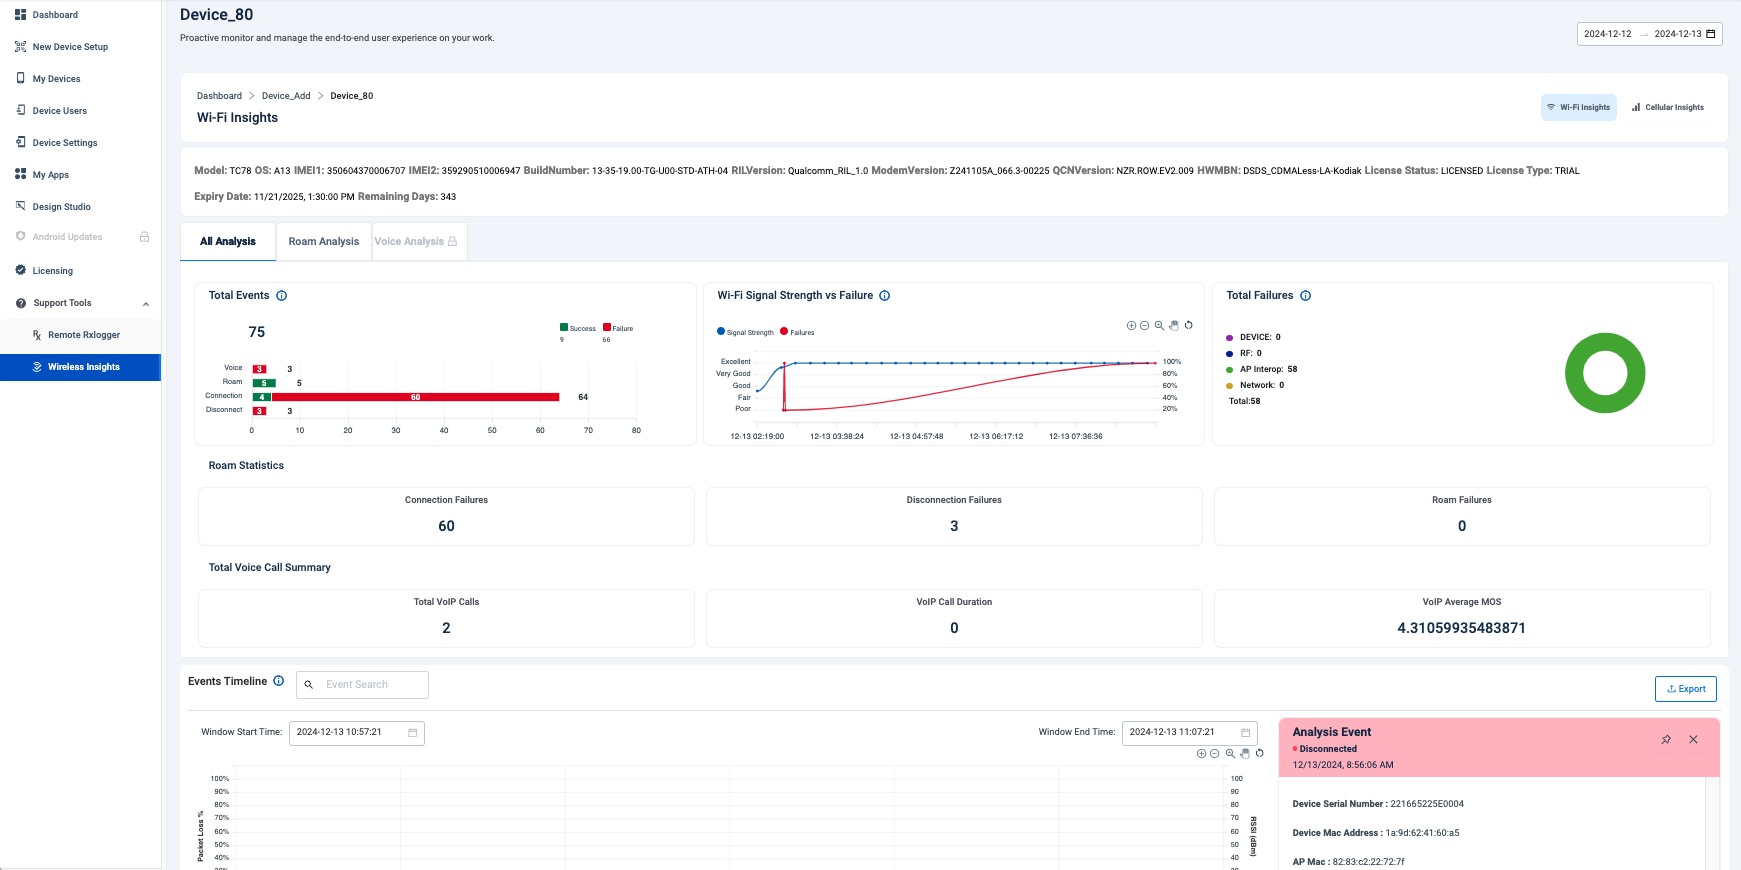 Dashboard
New Device Setup
My Devices
Device Users
Device Settings
My Apps
Design Studio
Android Updates
Licensing
Support Tools
Remote Rxlogger
Wireless Insights
Device_80
Proactive monitor and manage the end-to-end user experience on your work.
2024-12-12 → 2024-12-13
Dashboard > Device_Add > Device_80
Wi-Fi Insights
Wi-Fi Insights
Cellular Insights
Model: TC78 OS: A13 IMEI1: 350604370006707 IMEI2: 359290510006947 BuildNumber: 13-35-19.00-TG-U00-STD-ATH-04 RILVersion: Qualcomm_RIL_1.0 ModemVersion: Z241105A_066.3-00225 QCNVersion: NZR.ROW.EV2.009 HWMBN: DSDS_CDMALess-LA-Kodiak License Status: LICENSED License Type: TRIAL
Expiry Date: 11/21/2025, 1:30:00 PM Remaining Days: 343
All Analysis
Roam Analysis
Voice Analysis
Total Events
75
Success
9
Failure
66
Voice 3 3
Roam 5 5
Connection 4 60 64
Disconnect 3 3
0 10 20 30 40 50 60 70 80
Wi-Fi Signal Strength vs Failure
Signal Strength Failures
Excellent 100%
Very Good 80%
Good 60%
Fair 40%
Poor 20%
12-13 02:19:00 12-13 03:38:24 12-13 04:57:48 12-13 06:17:12 12-13 07:36:36
Total Failures
DEVICE: 0
RF: 0
AP Interop: 58
Network: 0
Total:58
Roam Statistics
Connection Failures
60
Disconnection Failures
3
Roam Failures
0
Total Voice Call Summary
Total VoIP Calls
2
VoIP Call Duration
0
VoIP Average MOS
4.31059935483871
Events Timeline
Event Search
Export
Window Start Time: 2024-12-13 10:57:21
Window End Time: 2024-12-13 11:07:21
100% 100
90% 90
80% 80
70% 70
60% 60
50% 50
40% 40
Packet Loss %
RSSI (dBm)
Analysis Event
Disconnected
12/13/2024, 8:56:06 AM
Device Serial Number : 221665225E0004
Device Mac Address : 1a:9d:62:41:60:a5
AP Mac : 82:83:c2:22:72:7f